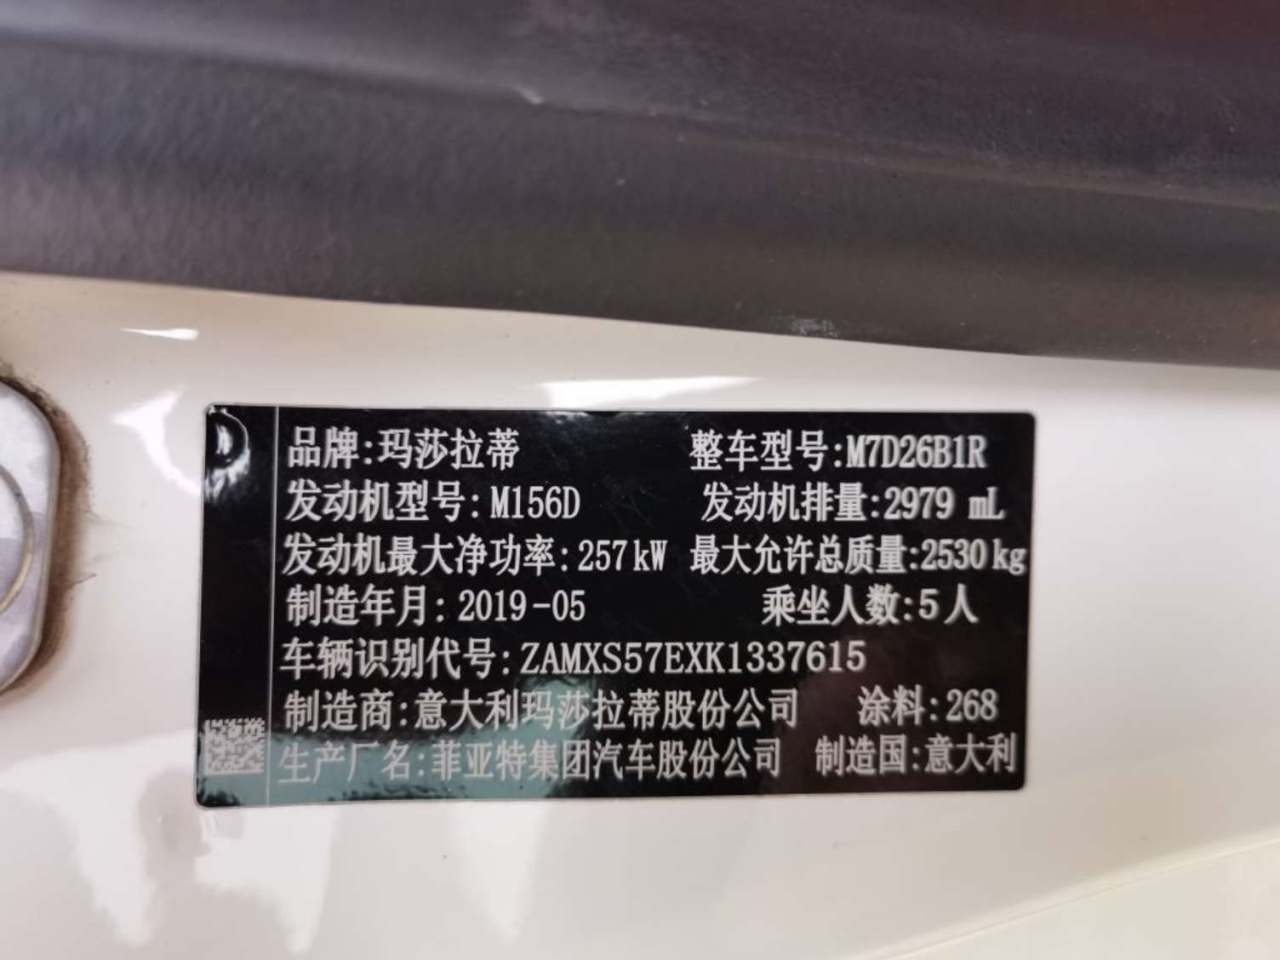 品牌:玛莎拉蒂 整车型号:M7D26B1R
发动机型号:M156D 发动机排量:2979 mL
发动机最大净功率:257kW 最大允许总质量:2530kg
制造年月:2019-05 乘坐人数:5人
车辆识别代号:ZAMXS57EXK1337615
制造商:意大利玛莎拉蒂股份公司 涂料:268
生产厂名:菲亚特集团汽车股份公司 制造国:意大利